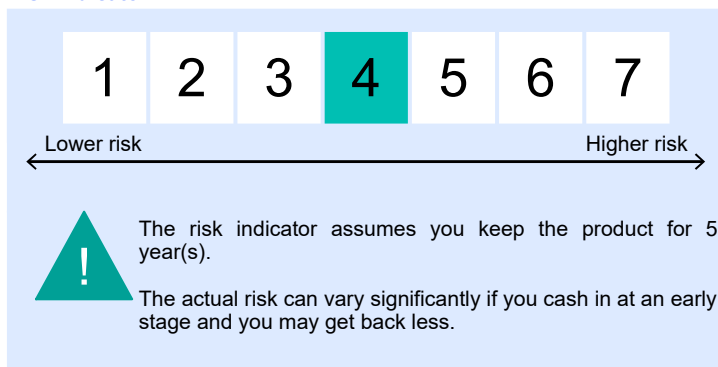 1 2 3 4 5 6 7
Lower risk Higher risk
!
The risk indicator assumes you keep the product for 5
year(s).
The actual risk can vary significantly if you cash in at an early
stage and you may get back less.